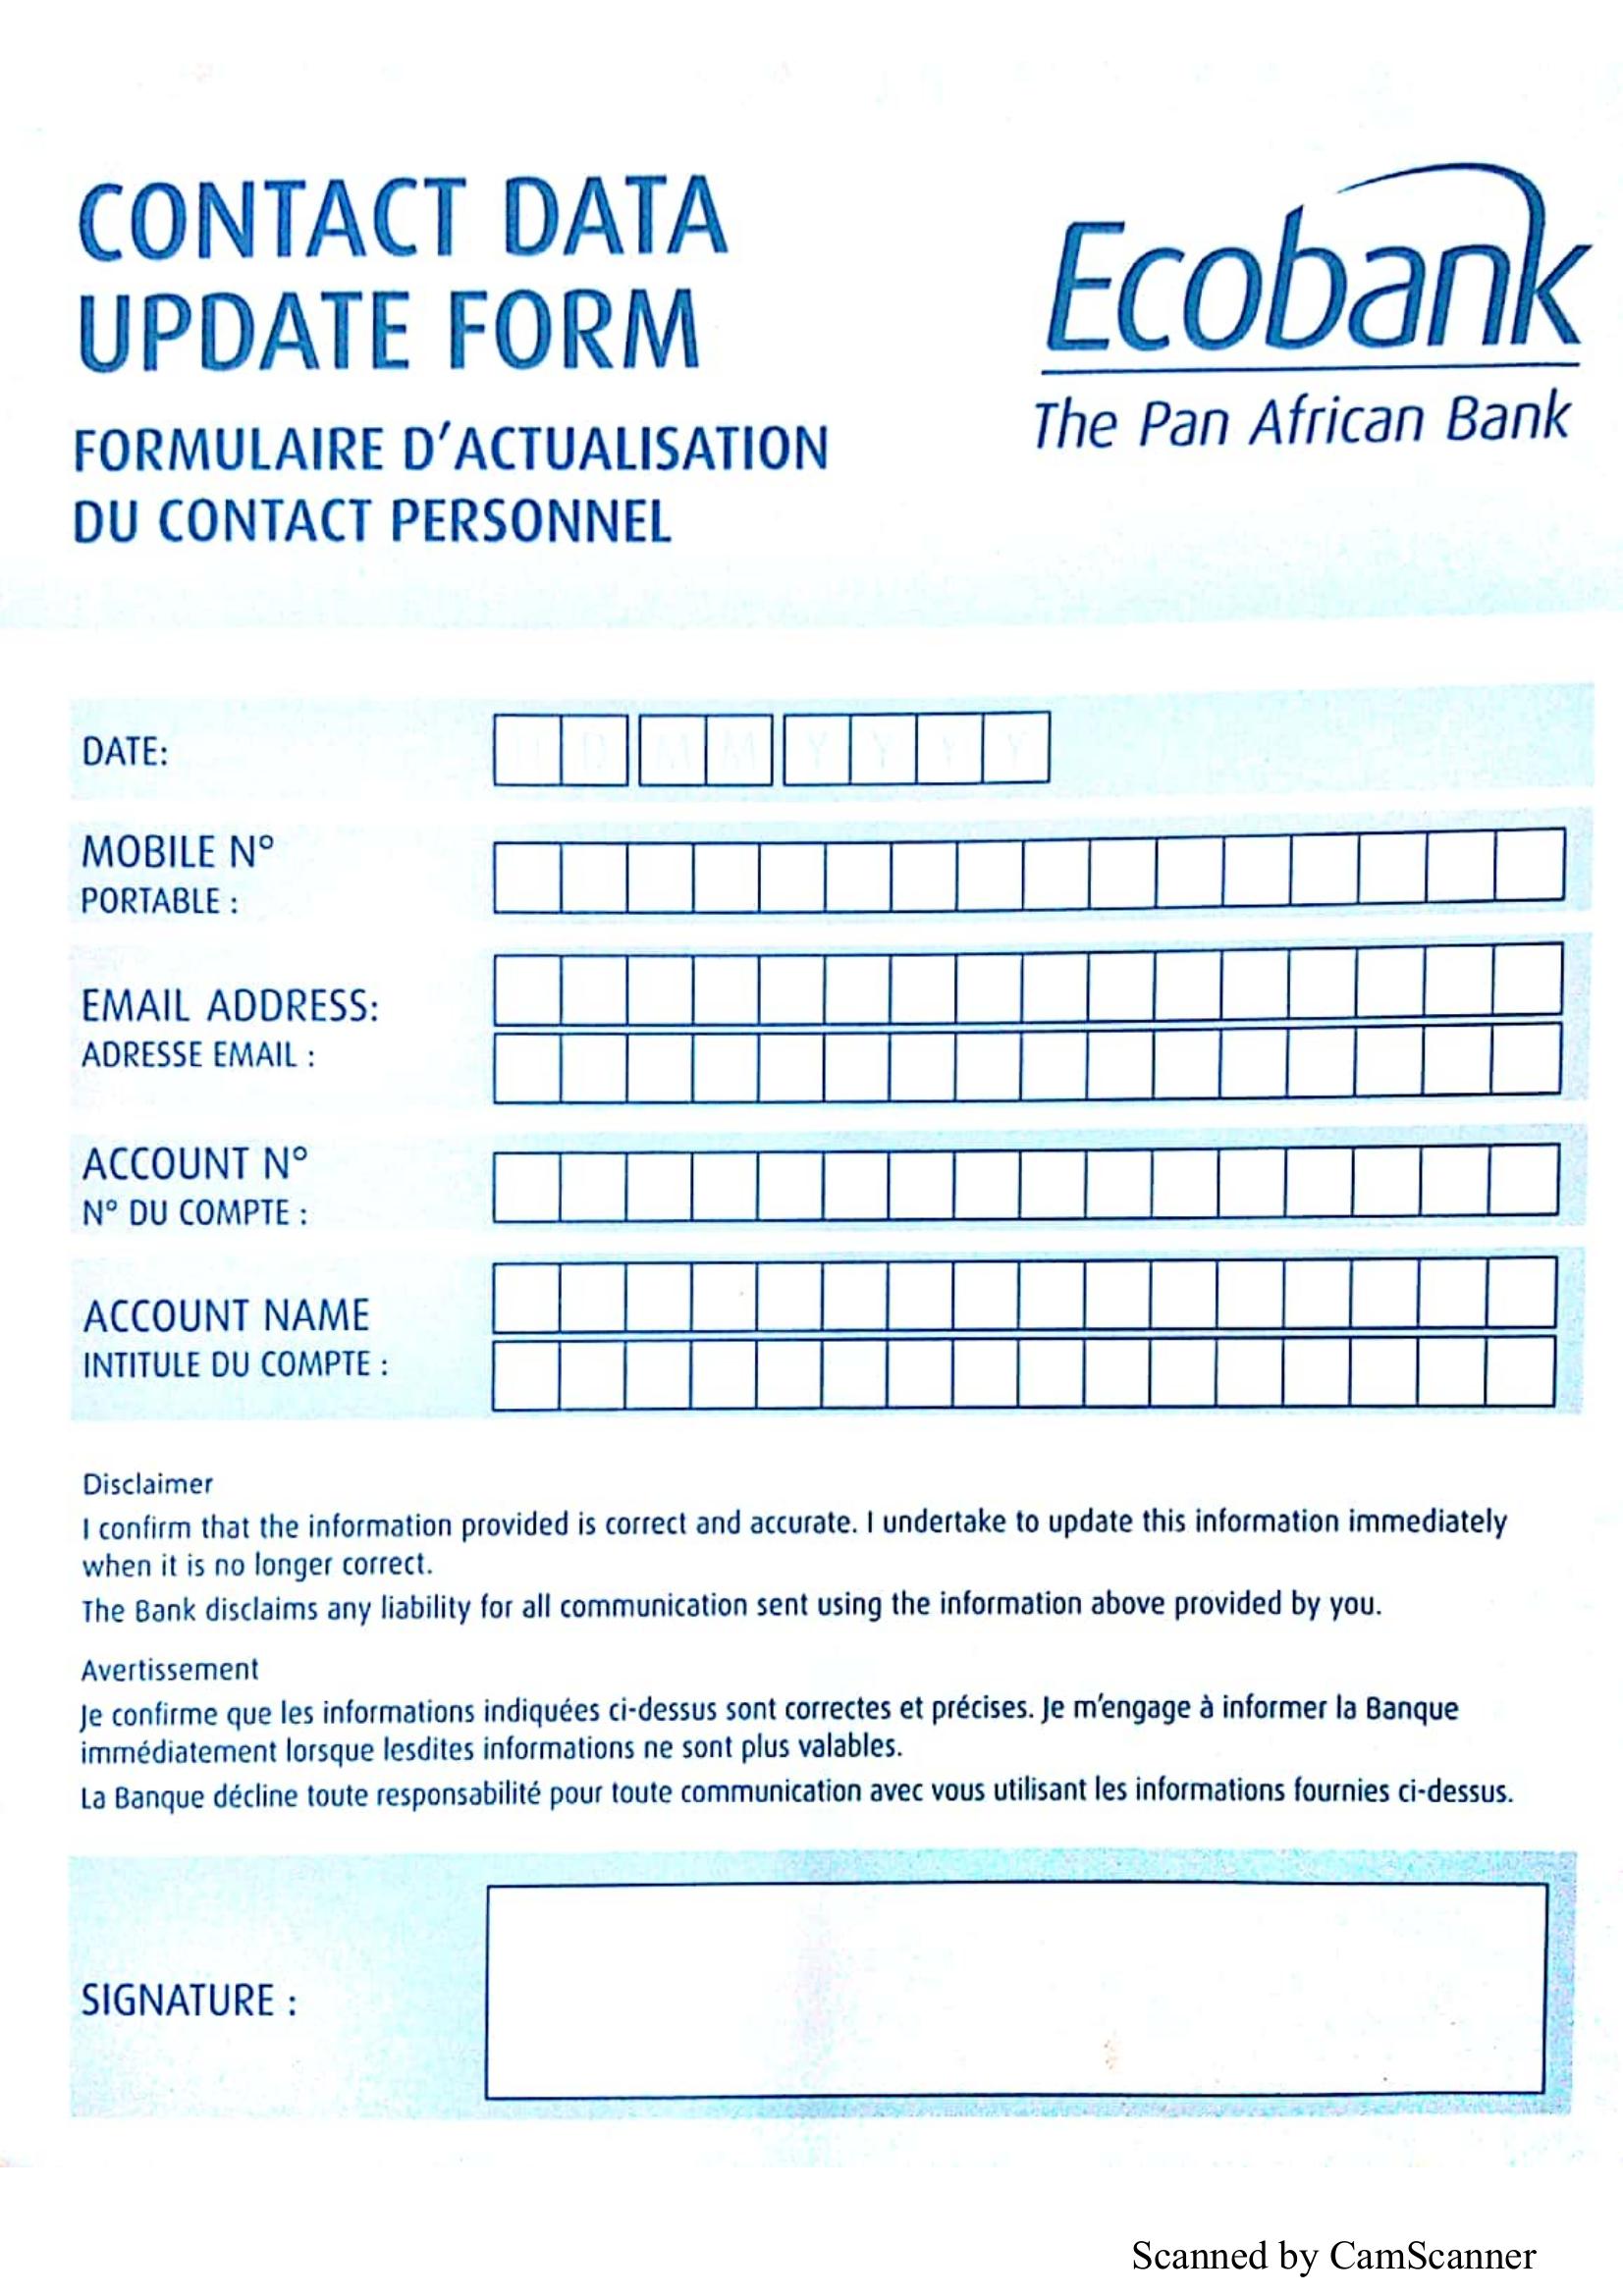 CONTACT DATA
UPDATE FORM
FORMULAIRE D'ACTUALISATION
DU CONTACT PERSONNEL
Ecobank
The Pan African Bank
DATE:
D D M M Y Y Y Y
MOBILE N°
PORTABLE :
EMAIL ADDRESS:
ADRESSE EMAIL :
ACCOUNT N°
N° DU COMPTE :
ACCOUNT NAME
INTITULE DU COMPTE :
Disclaimer
I confirm that the information provided is correct and accurate. I undertake to update this information immediately
when it is no longer correct.
The Bank disclaims any liability for all communication sent using the information above provided by you.
Avertissement
Je confirme que les informations indiquées ci-dessus sont correctes et précises. Je m'engage à informer la Banque
immédiatement lorsque lesdites informations ne sont plus valables.
La Banque décline toute responsabilité pour toute communication avec vous utilisant les informations fournies ci-dessus.
SIGNATURE :
Scanned by CamScanner